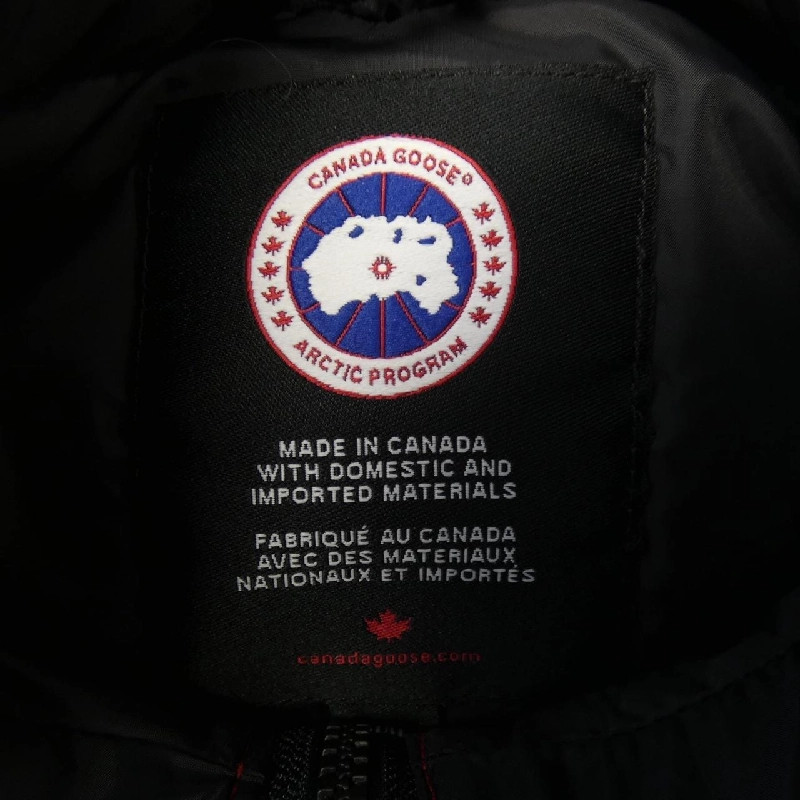 CANADA GOOSE®
ARCTIC PROGRAM
MADE IN CANADA
WITH DOMESTIC AND
IMPORTED MATERIALS
FABRIQUÉ AU CANADA
AVEC DES MATERIAUX
NATIONAUX ET IMPORTÉS
canadagoose.com